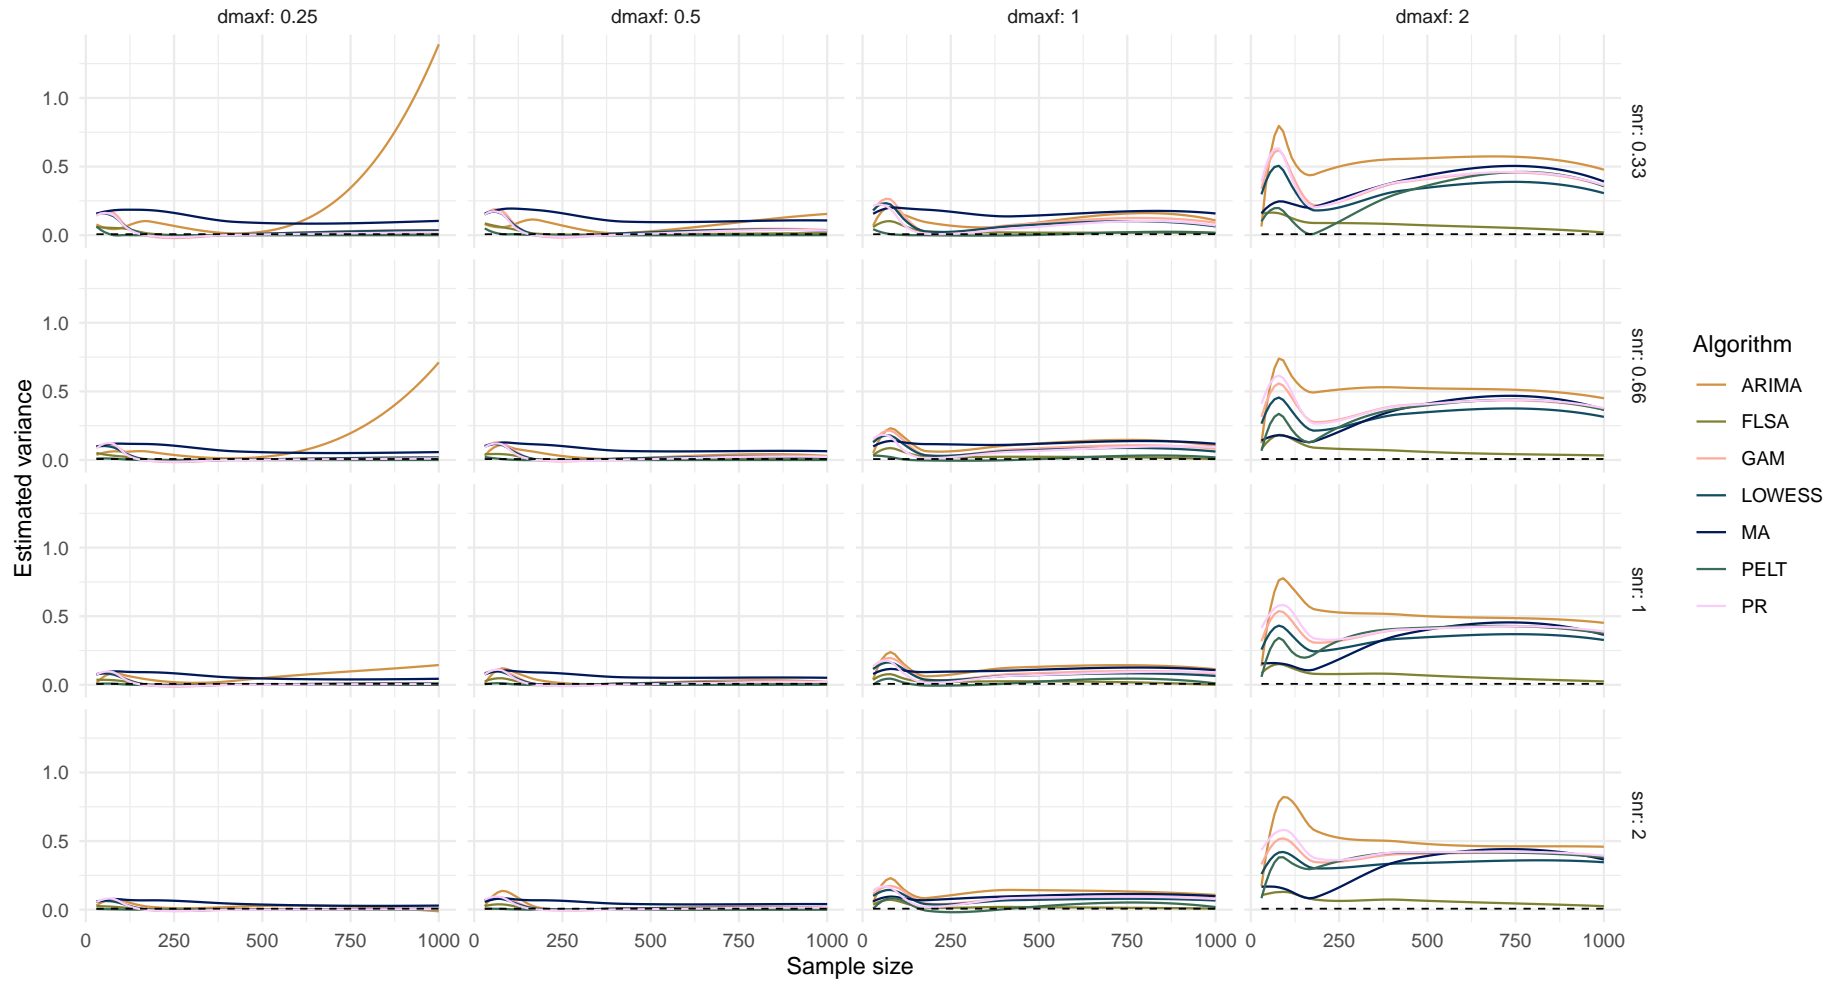 dmaxf: 0.25
dmaxf: 0.5
dmaxf: 1
dmaxf: 2
1.0
0.5
0.0
snr: 0.33
1.0
0.5
0.0
snr: 0.66
1.0
0.5
0.0
snr: 1
1.0
0.5
0.0
snr: 2
0 250 500 750 1000
0 250 500 750 1000
0 250 500 750 1000
0 250 500 750 1000
Sample size
Estimated variance
Algorithm
ARIMA
FLSA
GAM
LOWESS
MA
PELT
PR